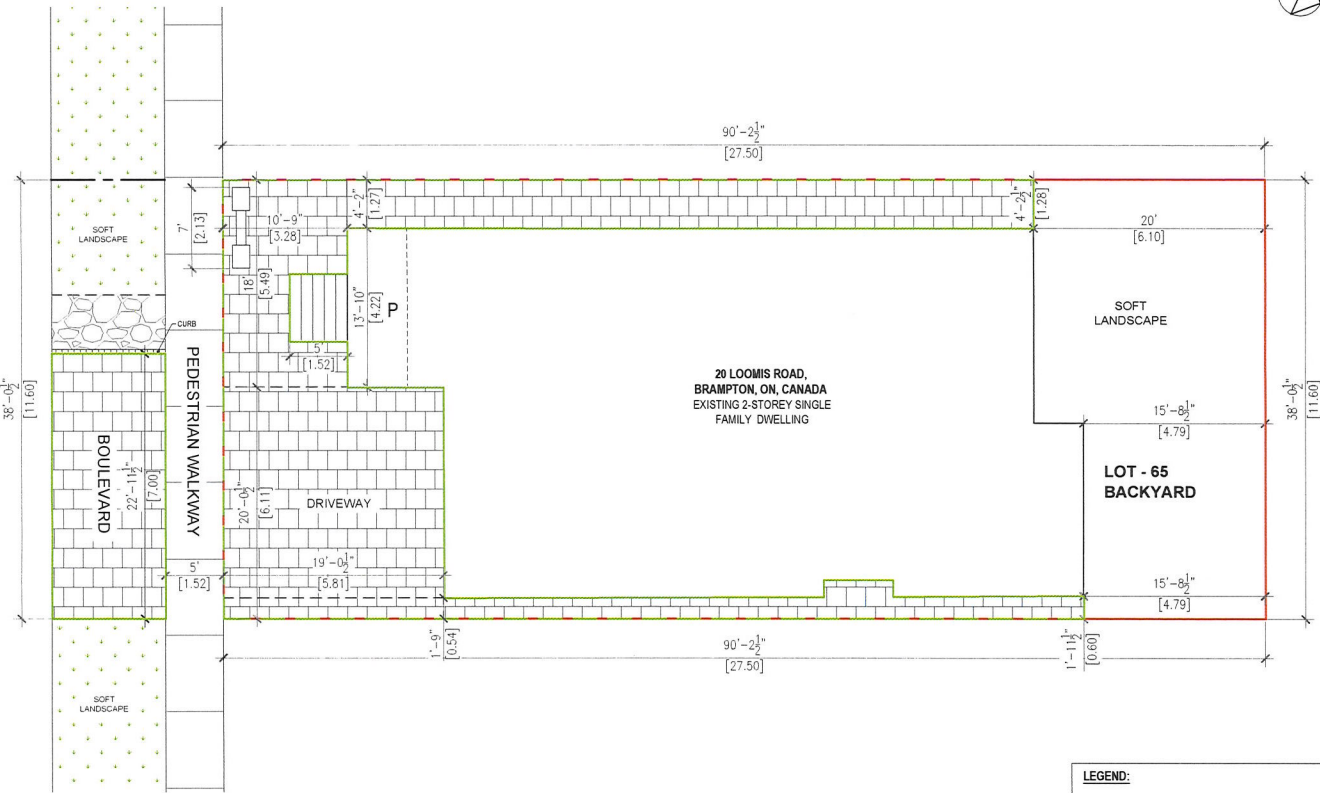 90'-2½"
[27.50]
SOFT
LANDSCAPE
7'
[2.13]
10'-9"
[3.28]
4'-2"
[1.27]
4'-2½"
[1.28]
20'
[6.10]
18'
[5.49]
13'-10"
[4.22]
P
SOFT
LANDSCAPE
CURB
5'
[1.52]
38'-0½"
[11.60]
38'-0½"
[11.60]
PEDESTRIAN WALKWAY
20 LOOMIS ROAD,
BRAMPTON, ON, CANADA
EXISTING 2-STOREY SINGLE
FAMILY DWELLING
15'-8½"
[4.79]
BOULEVARD
22'-11½"
[7.00]
LOT - 65
BACKYARD
20'-0½"
[6.11]
DRIVEWAY
5'
[1.52]
19'-0½"
[5.81]
15'-8½"
[4.79]
1'-9"
[0.54]
90'-2½"
[27.50]
1'-11½"
[0.60]
SOFT
LANDSCAPE
LEGEND: